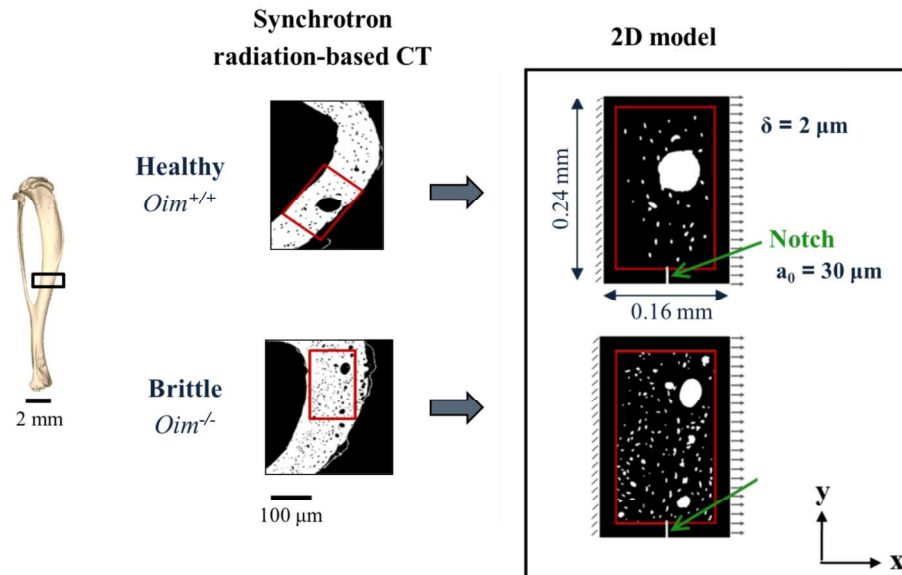 Synchrotron
radiation-based CT
2D model
Healthy
Oim+/+
0.24 mm
δ = 2 μm
Notch
a₀ = 30 μm
0.16 mm
Brittle
Oim-/-
2 mm
100 μm
y
x